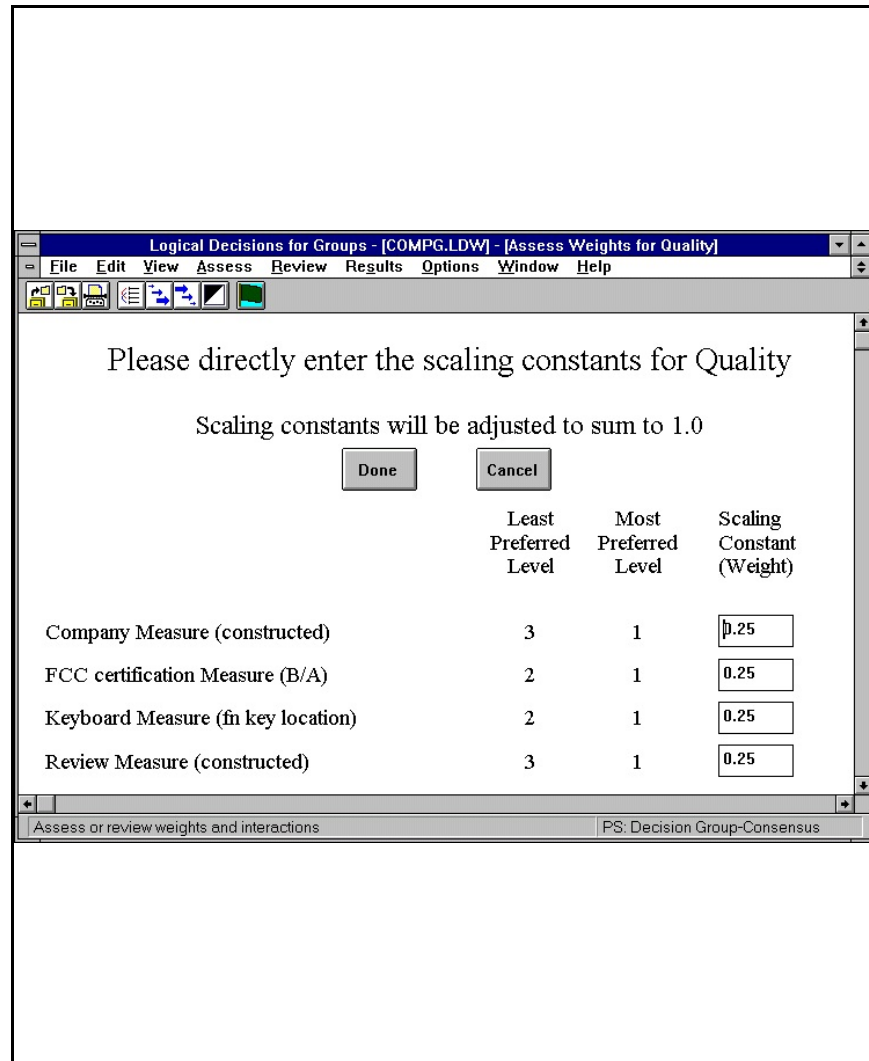 Logical Decisions for Groups - [COMPG.LDW] - [Assess Weights for Quality]
File Edit View Assess Review Results Options Window Help
Please directly enter the scaling constants for Quality
Scaling constants will be adjusted to sum to 1.0
Done Cancel
Least Most Scaling
Preferred Preferred Constant
Level Level (Weight)
Company Measure (constructed) 3 1 0.25
FCC certification Measure (B/A) 2 1 0.25
Keyboard Measure (fn key location) 2 1 0.25
Review Measure (constructed) 3 1 0.25
Assess or review weights and interactions PS: Decision Group-Consensus